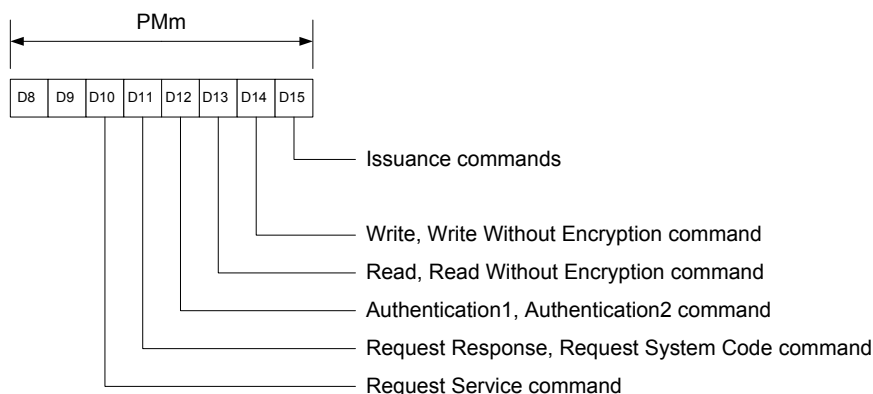 PMm
D8 D9 D10 D11 D12 D13 D14 D15
Issuance commands
Write, Write Without Encryption command
Read, Read Without Encryption command
Authentication1, Authentication2 command
Request Response, Request System Code command
Request Service command